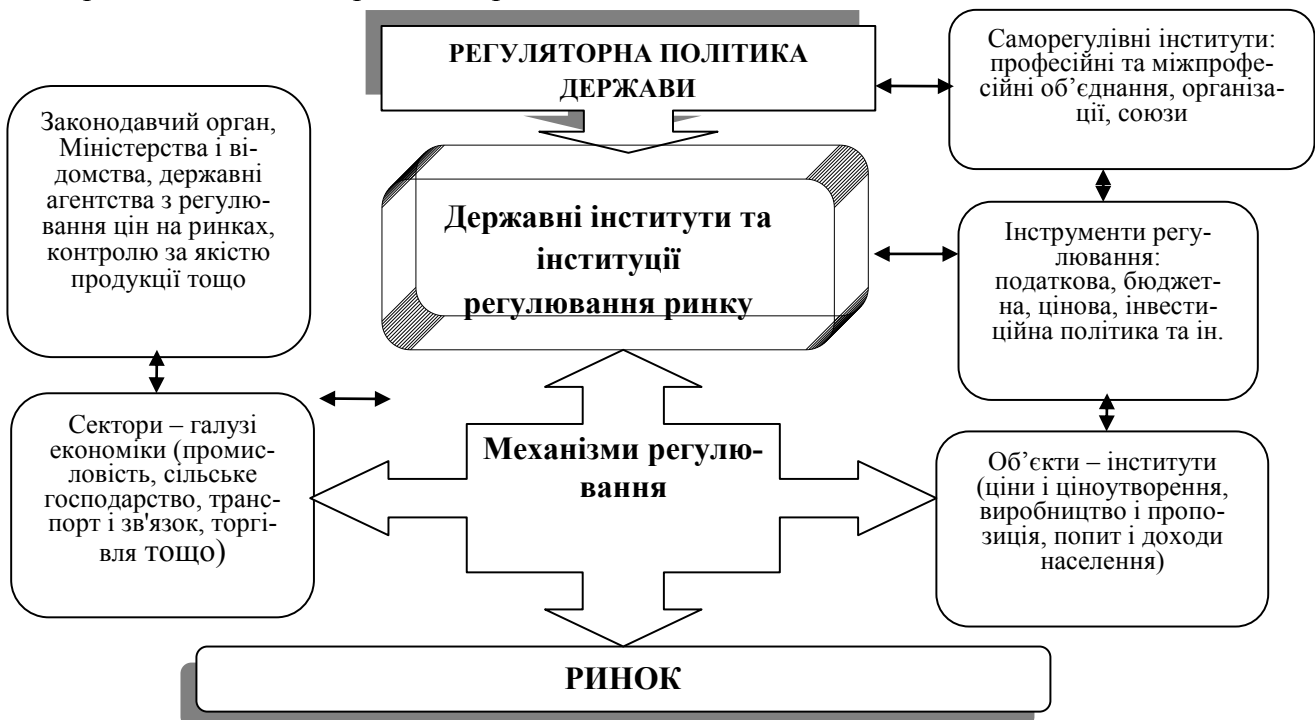 РЕГУЛЯТОРНА ПОЛІТИКА
ДЕРЖАВИ
Саморегулівні інститути:
професійні та міжпрофе-
сійні об’єднання, організа-
ції, союзи
Законодавчий орган,
Міністерства і ві-
домства, державні
агентства з регулю-
вання цін на ринках,
контролю за якістю
продукції тощо
Державні інститути та
інституції
регулювання ринку
Інструменти регу-
лювання:
податкова, бюджет-
на, цінова, інвести-
ційна політика та ін.
Сектори – галузі
економіки (промис-
ловість, сільське
господарство, транс-
порт і зв'язок, торгі-
вля тощо)
Механізми регулю-
вання
Об’єкти – інститути
(ціни і ціноутворення,
виробництво і пропо-
зиція, попит і доходи
населення)
РИНОК